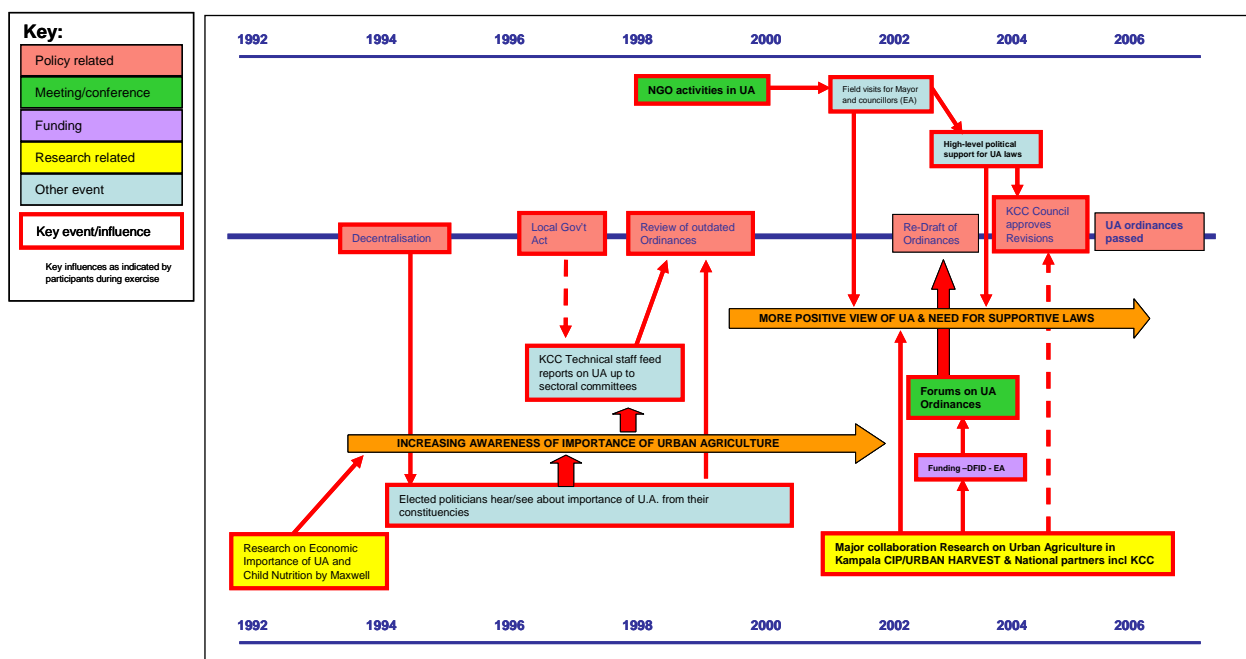 Key:
Policy related
Meeting/conference
Funding
Research related
Other event
Key event/influence
Key influences as indicated by
participants during exercise
1992 1994 1996 1998 2000 2002 2004 2006
NGO activities in UA
Field visits for Mayor
and councillors (EA)
High-level political
support for UA laws
Decentralisation
Local Gov't
Act
Review of outdated
Ordinances
Re-Draft of
Ordinances
KCC Council
approves
Revisions
UA ordinances
passed
MORE POSITIVE VIEW OF UA & NEED FOR SUPPORTIVE LAWS
KCC Technical staff feed
reports on UA up to
sectoral committees
Forums on UA
Ordinances
INCREASING AWARENESS OF IMPORTANCE OF URBAN AGRICULTURE
Funding –DFID - EA
Elected politicians hear/see about importance of U.A. from their
constituencies
Research on Economic
Importance of UA and
Child Nutrition by Maxwell
Major collaboration Research on Urban Agriculture in
Kampala CIP/URBAN HARVEST & National partners incl KCC
1992 1994 1996 1998 2000 2002 2004 2006